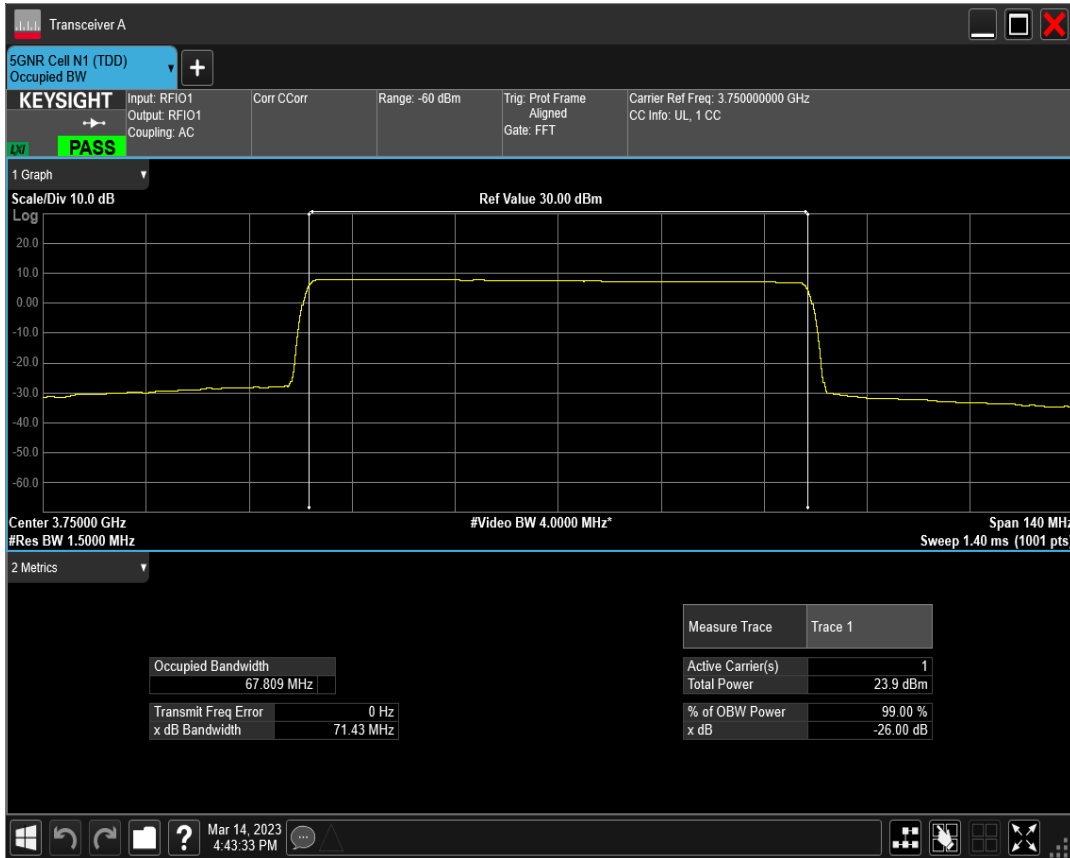 Transceiver A
5GNR Cell N1 (TDD)
Occupied BW
+
KEYSIGHT
LXI
PASS
Input: RFIO1
Output: RFIO1
Coupling: AC
Corr CCorr
Range: -60 dBm
Trig: Prot Frame
Aligned
Gate: FFT
Carrier Ref Freq: 3.750000000 GHz
CC Info: UL, 1 CC
1 Graph
Scale/Div 10.0 dB
Ref Value 30.00 dBm
Log
20.0
10.0
0.00
-10.0
-20.0
-30.0
-40.0
-50.0
-60.0
Center 3.75000 GHz
#Video BW 4.0000 MHz*
Span 140 MHz
#Res BW 1.5000 MHz
Sweep 1.40 ms (1001 pts)
2 Metrics
Measure Trace Trace 1
Occupied Bandwidth
67.809 MHz
Active Carrier(s) 1
Total Power 23.9 dBm
Transmit Freq Error 0 Hz
x dB Bandwidth 71.43 MHz
% of OBW Power 99.00 %
x dB -26.00 dB
?
Mar 14, 2023
4:43:33 PM